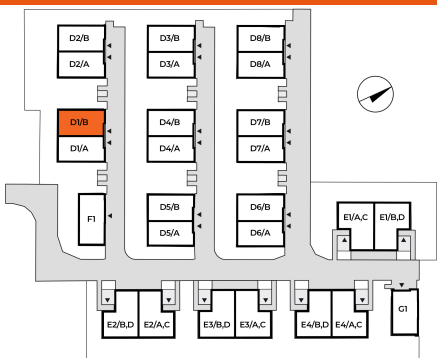 D2/B D3/B D8/B
D2/A D3/A D8/A
D1/B D4/B D7/B
D1/A D4/A D7/A
F1 D5/B D6/B
D5/A D6/A
E1/A,C E1/B,D
G1
E2/B,D E2/A,C E3/B,D E3/A,C E4/B,D E4/A,C